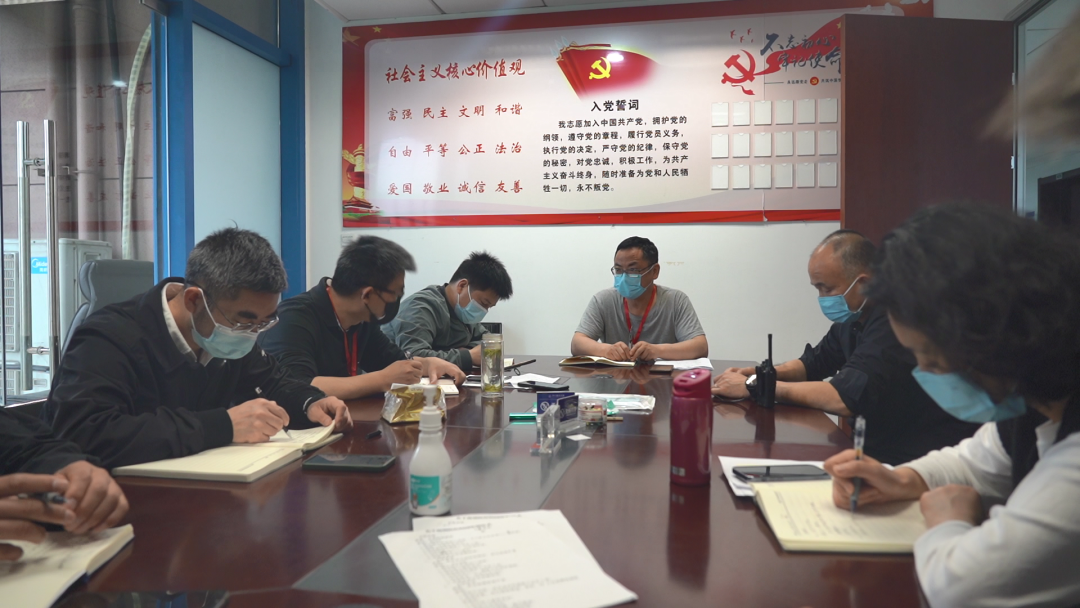 社会主义核心价值观
富强 民主 文明 和谐
自由 平等 公正 法治
爱国 敬业 诚信 友善
入党誓词
我志愿加入中国共产党，拥护党的
纲领，遵守党的章程，履行党员义务，
执行党的决定，严守党的纪律，保守党
的秘密，对党忠诚，积极工作，为共产
主义奋斗终身，随时准备为党和人民牺
牲一切，永不叛党。
不忘初心
牢记使命